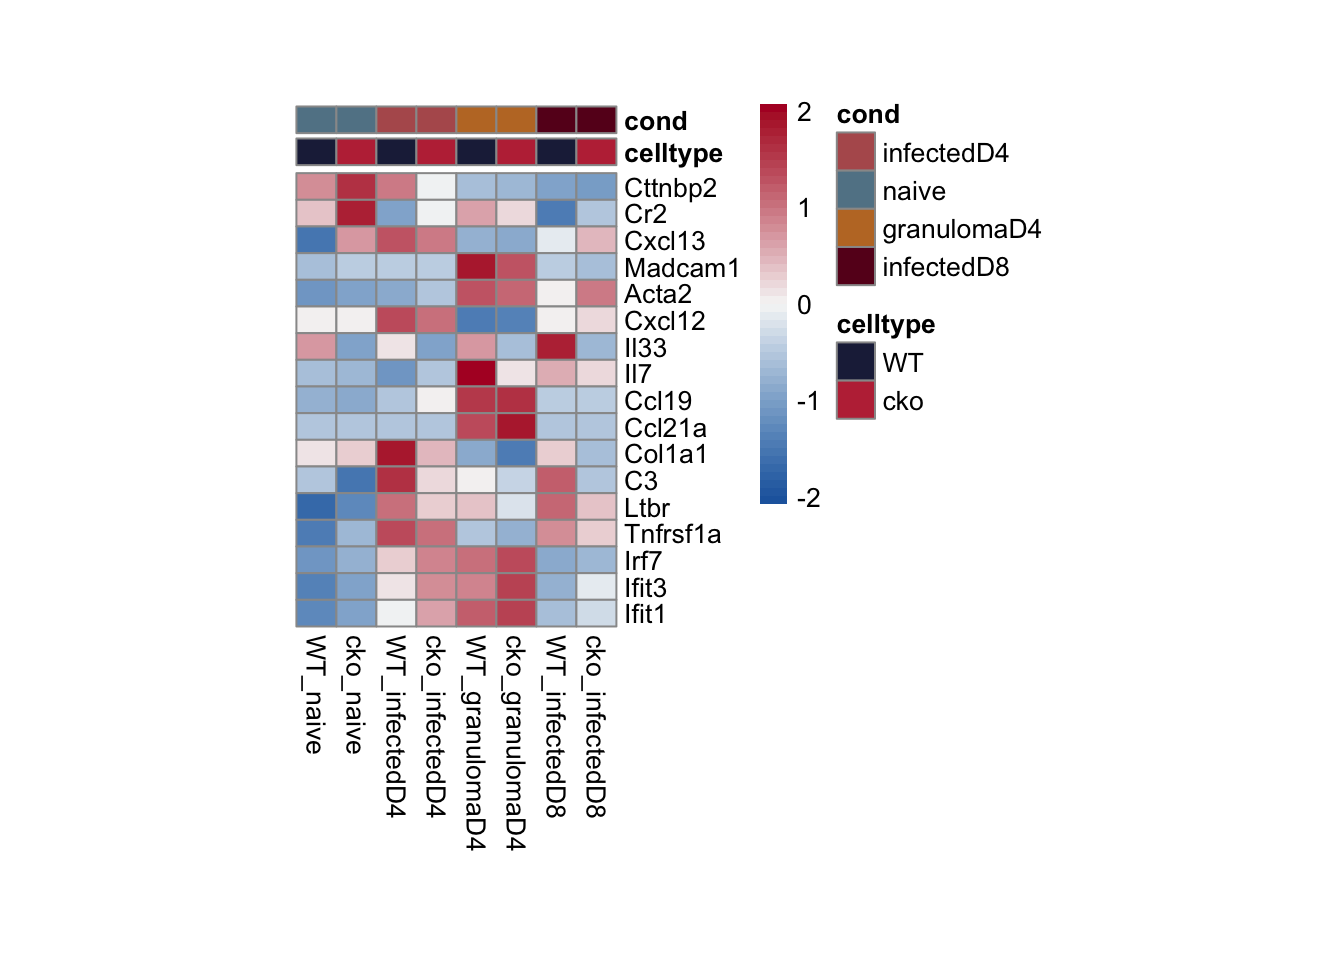 cond
celltype
Cttnbp2
Cr2
Cxcl13
Madcam1
Acta2
Cxcl12
Il33
Il7
Ccl19
Ccl21a
Col1a1
C3
Ltbr
Tnfrsf1a
Irf7
Ifit3
Ifit1
WT_naive
cko_naive
WT_infectedD4
cko_infectedD4
WT_granulomaD4
cko_granulomaD4
WT_infectedD8
cko_infectedD8
2
1
0
-1
-2
cond
infectedD4
naive
granulomaD4
infectedD8
celltype
WT
cko